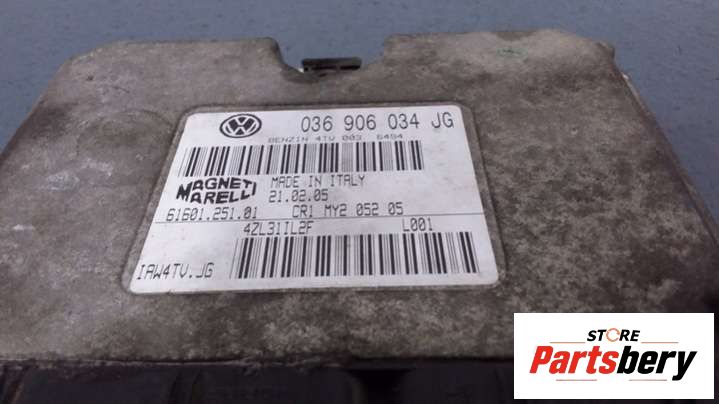 036 906 034 JG
BENZIN 4TV 003 6484
MAGNETI MARELLI
MADE IN ITALY
21.02.05
61601.251.01 CR1 MY2 052 05
4ZL31IL2F L001
IAW4TV.JG
STORE
Partsbery